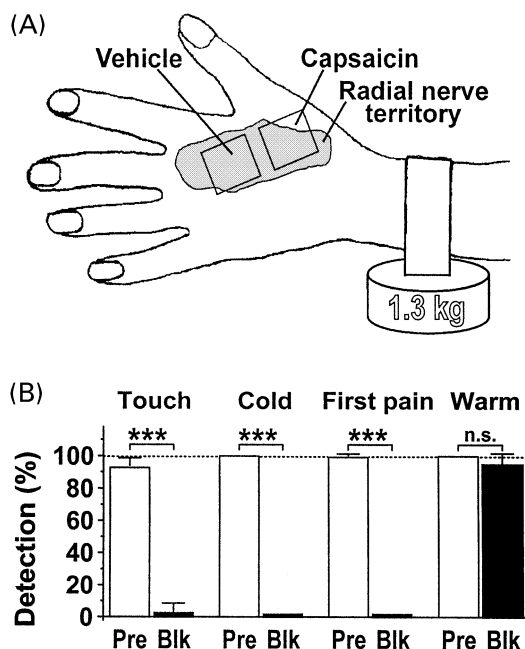 (A)
Vehicle
Capsaicin
Radial nerve
territory
1.3 kg
(B)
Touch Cold First pain Warm
*** *** *** n.s.
Detection (%)
100
80
60
40
20
0
Pre Blk Pre Blk Pre Blk Pre Blk